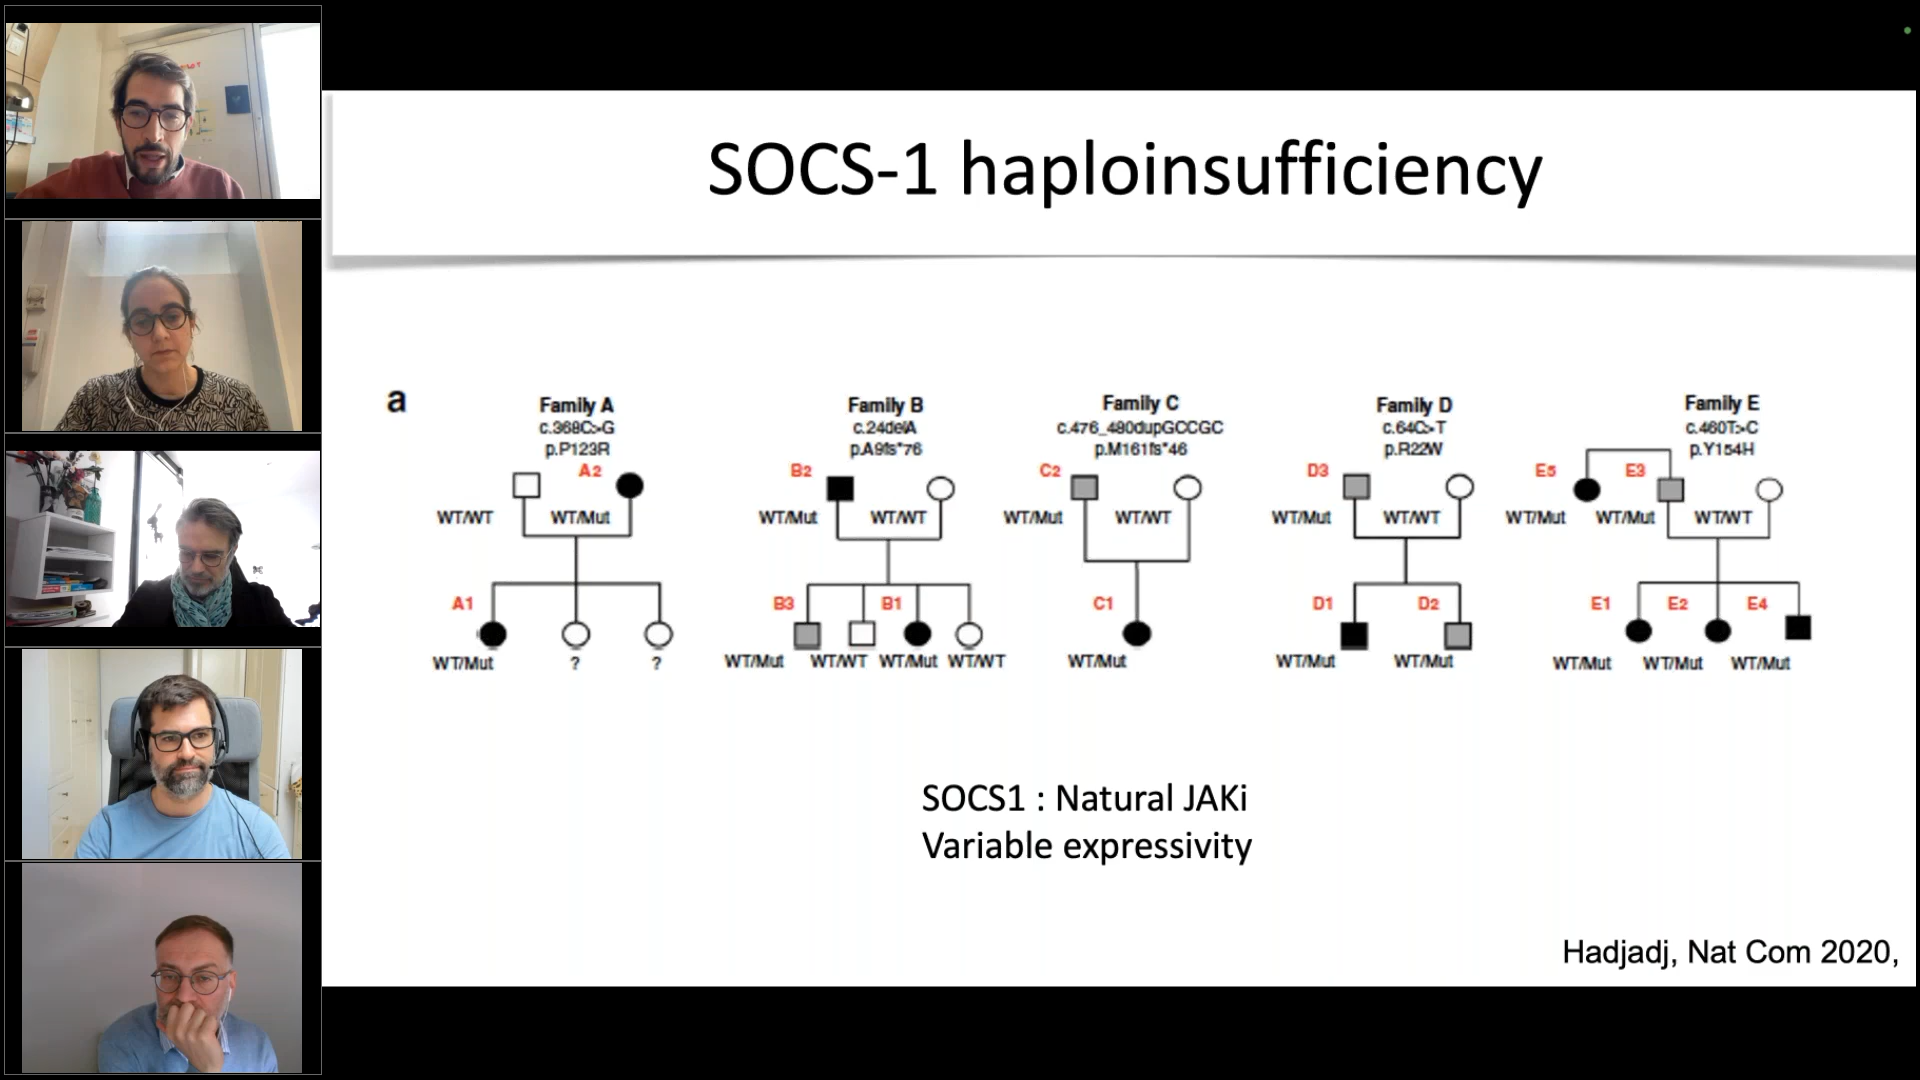 SOCS-1 haploinsufficiency
a
Family A
c.368C>G
p.P123R
A2
WT/WT
WT/Mut
A1
WT/Mut
?
?
Family B
c.24delA
p.A9fs*76
B2
WT/Mut
WT/WT
B3
B1
WT/Mut
WT/WT
WT/Mut
WT/WT
Family C
c.476_480dupGCCGC
p.M161fs*46
C2
WT/Mut
WT/WT
C1
WT/Mut
Family D
c.64C>T
p.R22W
D3
WT/Mut
WT/WT
D1
D2
WT/Mut
WT/Mut
Family E
c.460T>C
p.Y154H
E5
E3
WT/Mut
WT/Mut
WT/WT
E1
E2
E4
WT/Mut
WT/Mut
WT/Mut
SOCS1 : Natural JAKi
Variable expressivity
Hadjadj, Nat Com 2020,